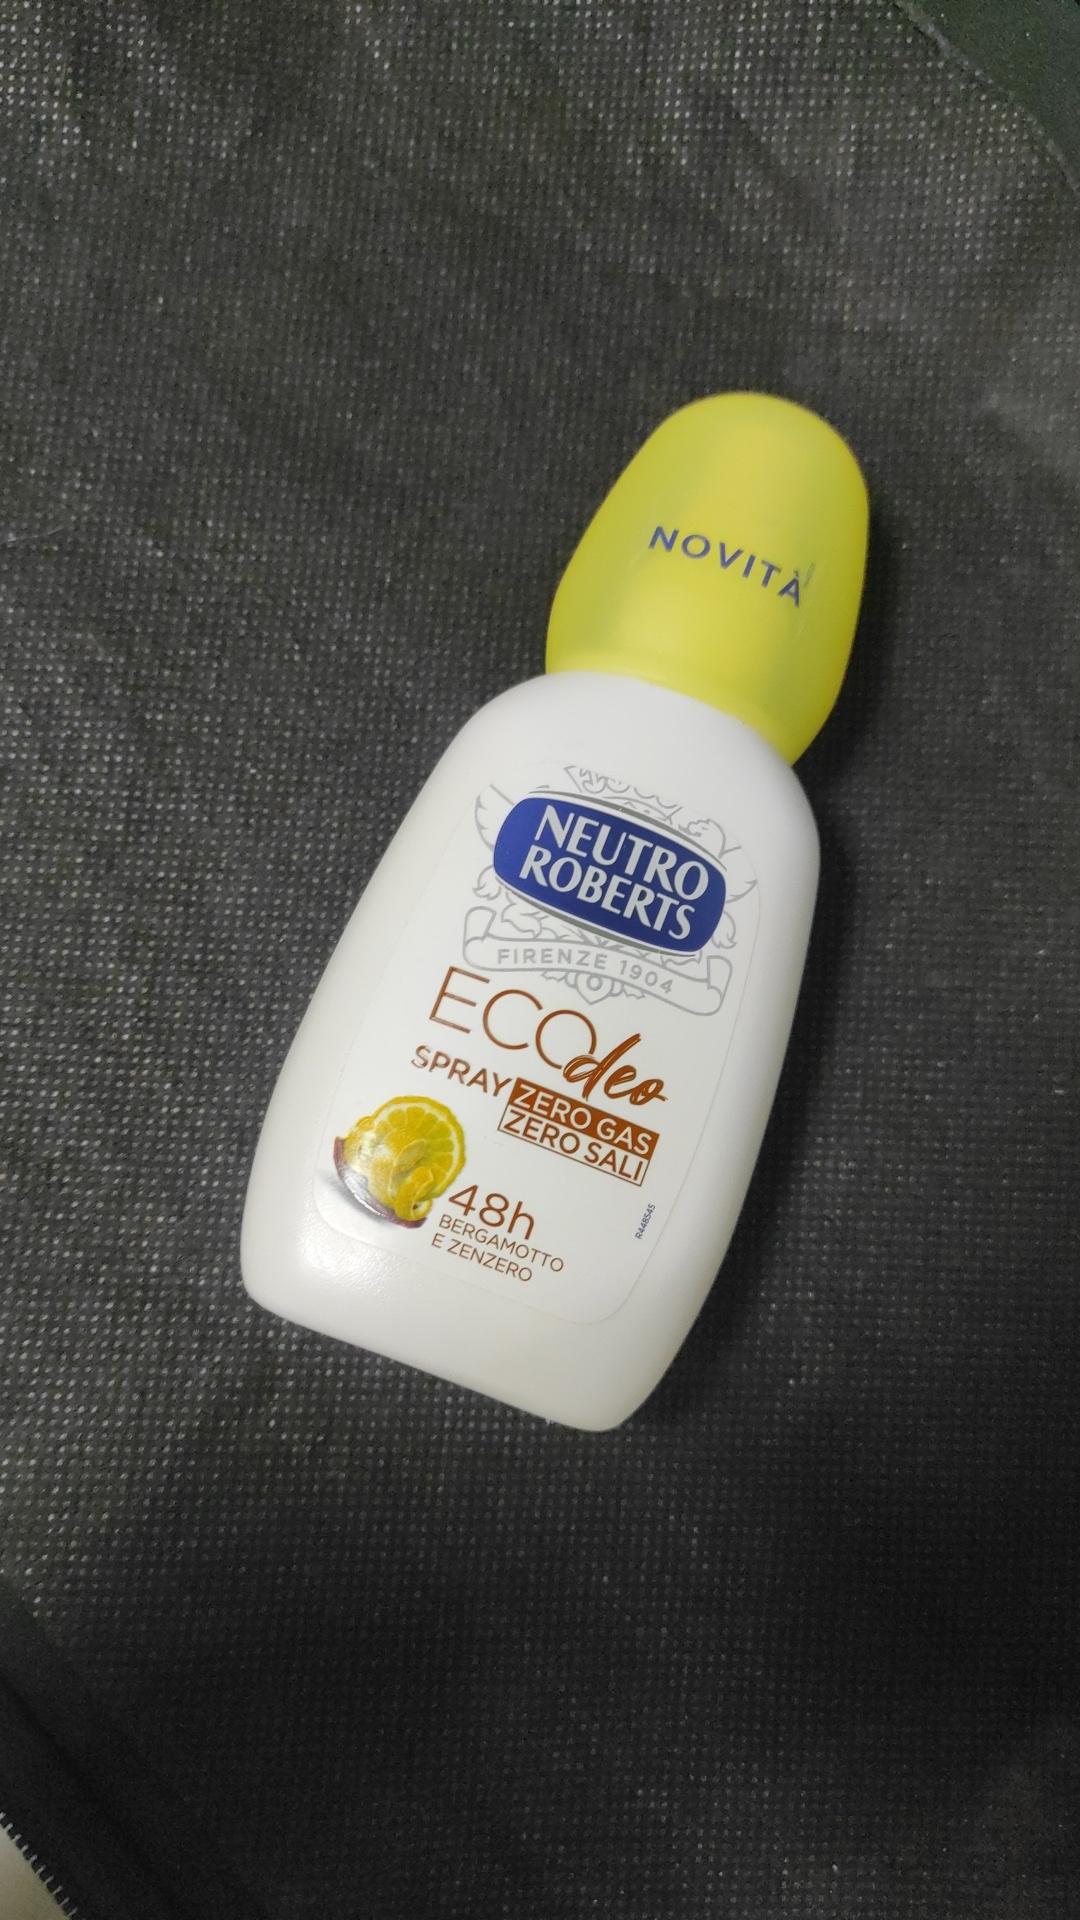 NOVITÀ
NEUTRO
ROBERTS
FIRENZE 1904
ECOdeo
SPRAY ZERO GAS
ZERO SALI
48h
BERGAMOTTO
E ZENZERO
R448545